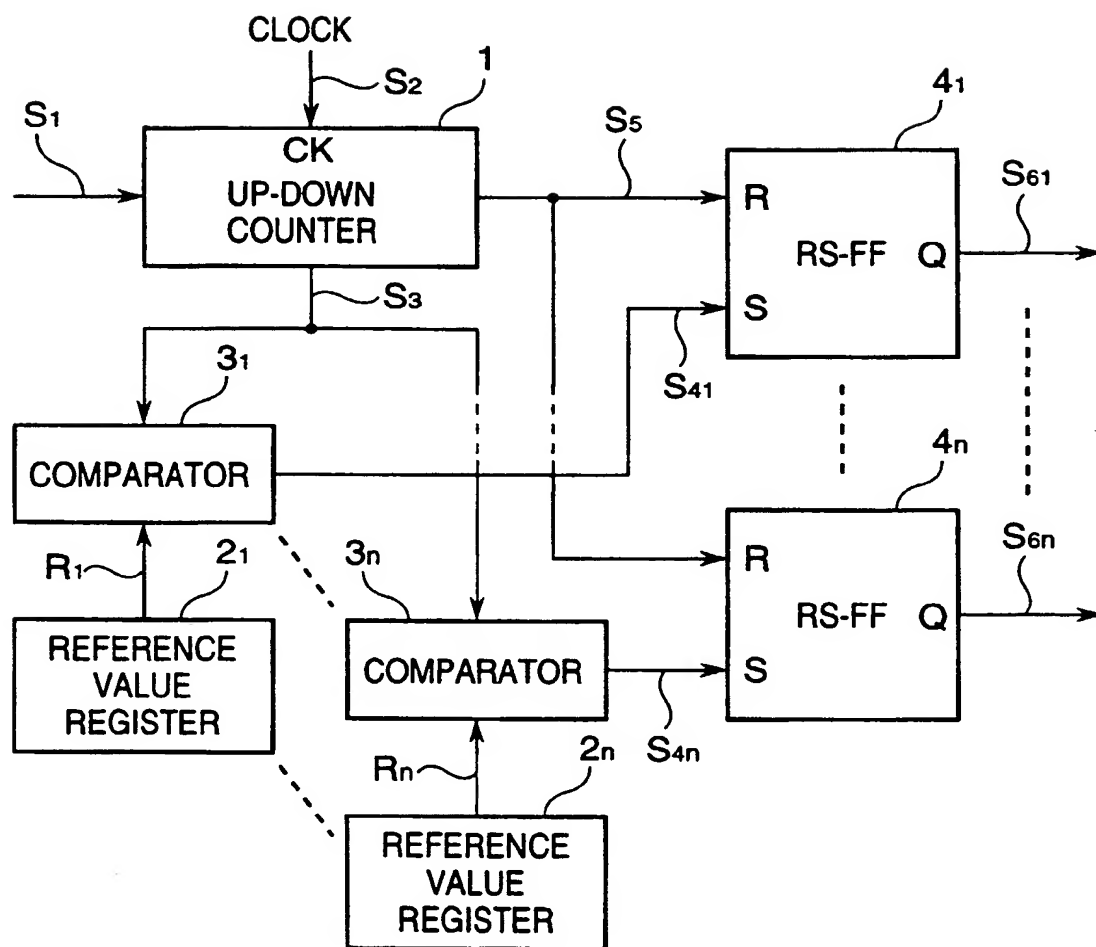 CLOCK
S2
1
S1
CK
UP-DOWN
COUNTER
S5
41
R
RS-FF
Q
S
S61
S3
S41
31
COMPARATOR
4n
R
RS-FF
Q
S
S6n
R1
21
3n
REFERENCE
VALUE
REGISTER
COMPARATOR
S4n
Rn
2n
REFERENCE
VALUE
REGISTER